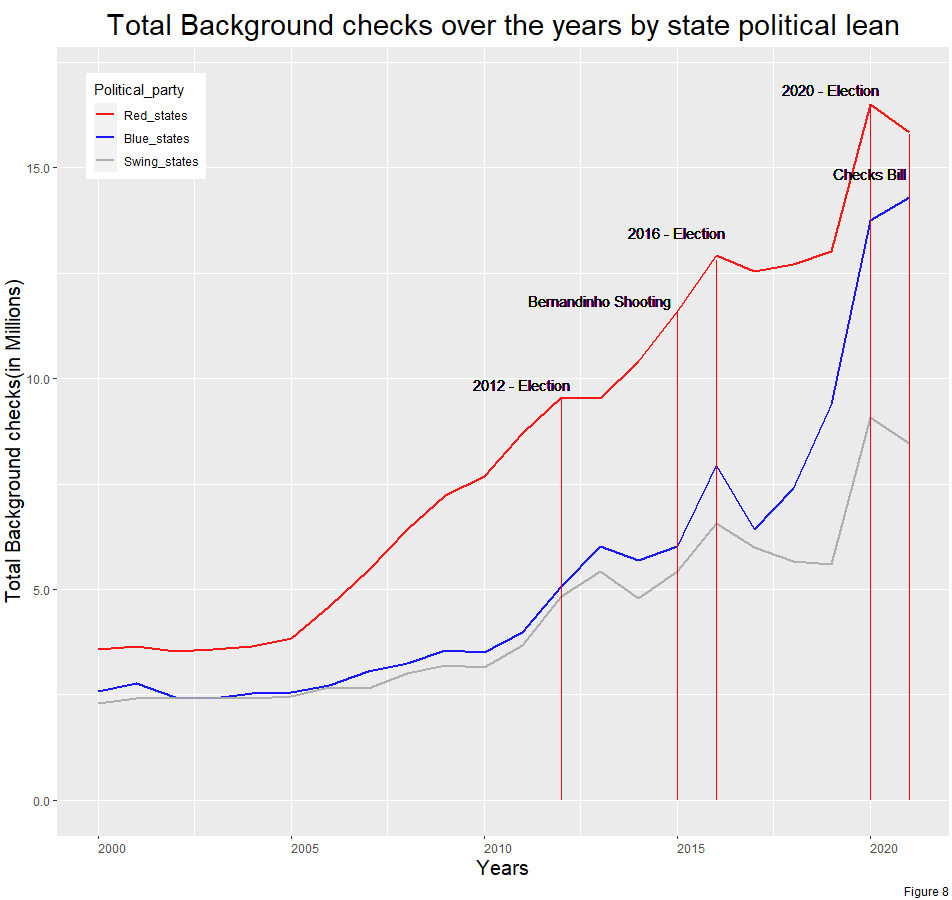 Total Background checks over the years by state political lean
Political_party
Red_states
Blue_states
Swing_states
2020 - Election
Checks Bill
2016 - Election
Bernandinho Shooting
2012 - Election
Total Background checks(in Millions)
15.0
10.0
5.0
0.0
2000
2005
2010
2015
2020
Years
Figure 8